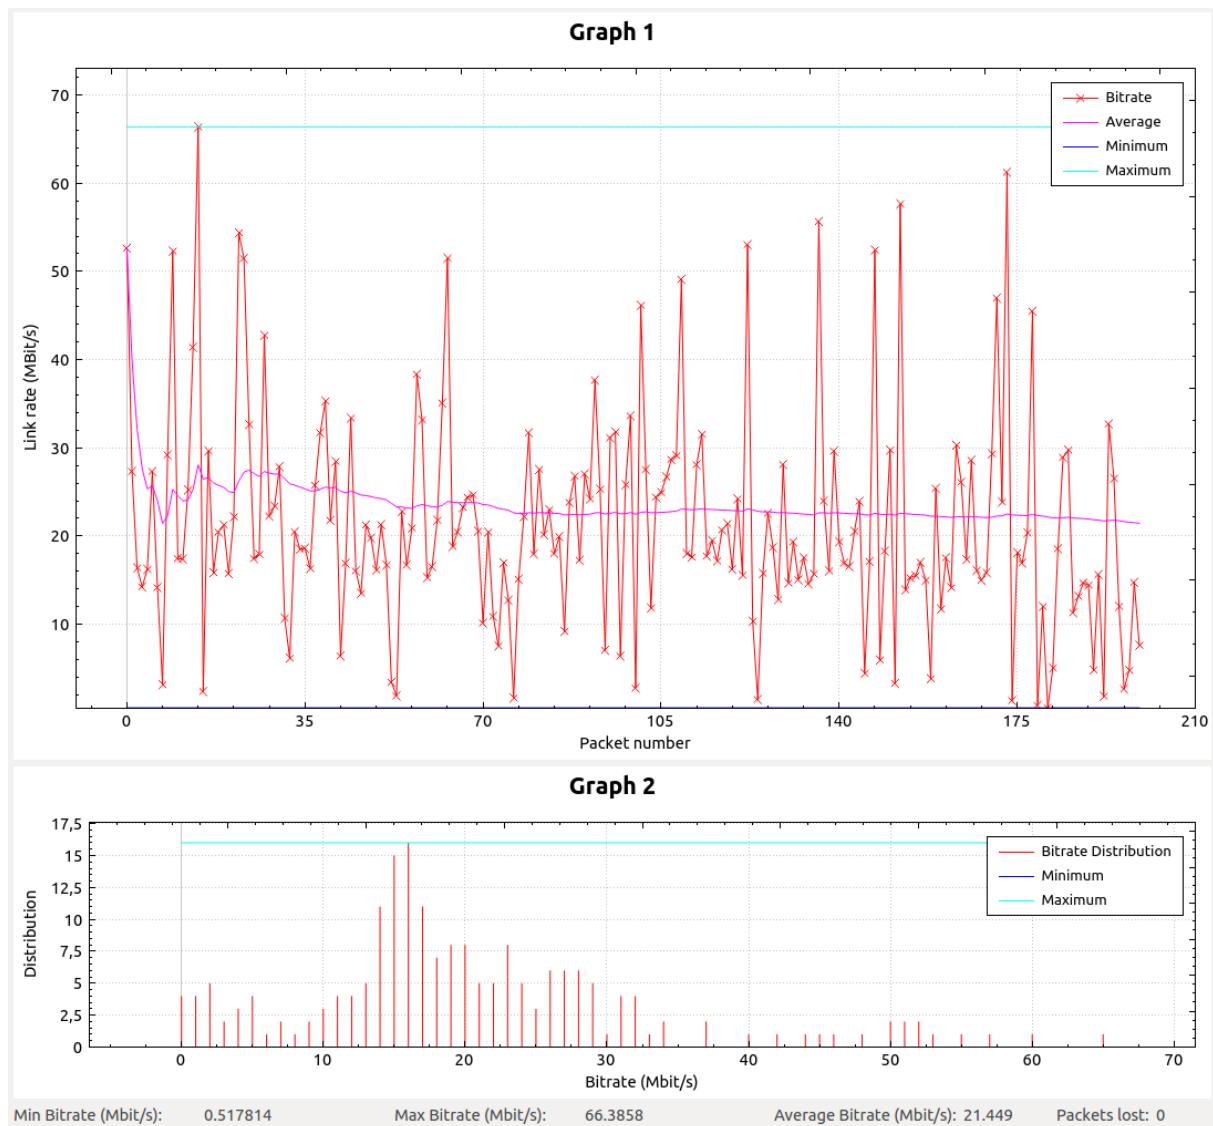 Graph 1
70
60
50
40
30
20
10
Link rate (MBit/s)
Bitrate
Average
Minimum
Maximum
0 35 70 105 140 175 210
Packet number
Graph 2
17,5
15
12,5
10
7,5
5
2,5
0
Distribution
Bitrate Distribution
Minimum
Maximum
0 10 20 30 40 50 60 70
Bitrate (Mbit/s)
Min Bitrate (Mbit/s): 0.517814 Max Bitrate (Mbit/s): 66.3858 Average Bitrate (Mbit/s): 21.449 Packets lost: 0